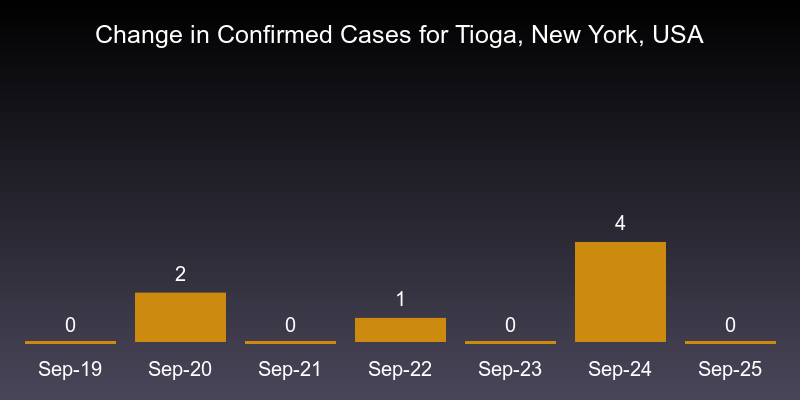 Change in Confirmed Cases for Tioga, New York, USA
4
2
1
0 0 0 0
Sep-19 Sep-20 Sep-21 Sep-22 Sep-23 Sep-24 Sep-25